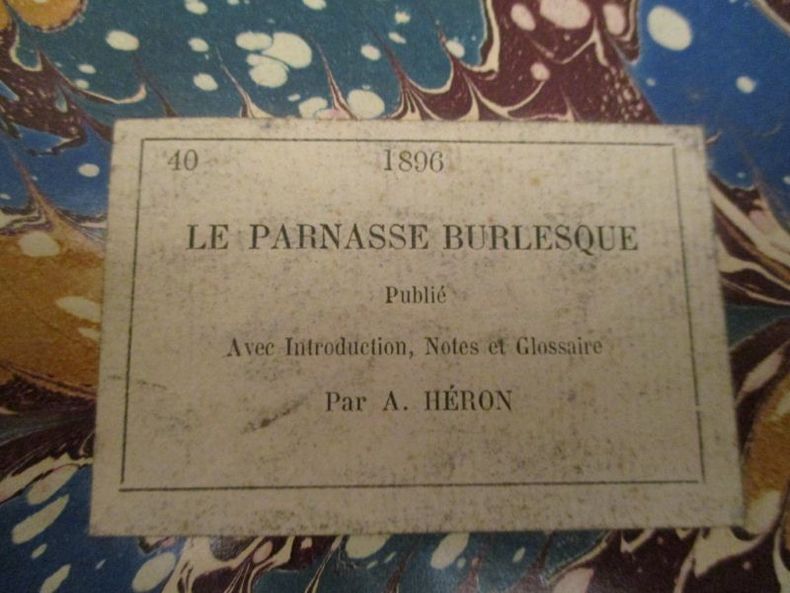 40 1896
LE PARNASSE BURLESQUE
Publié
Avec Introduction, Notes et Glossaire
Par A. HÉRON